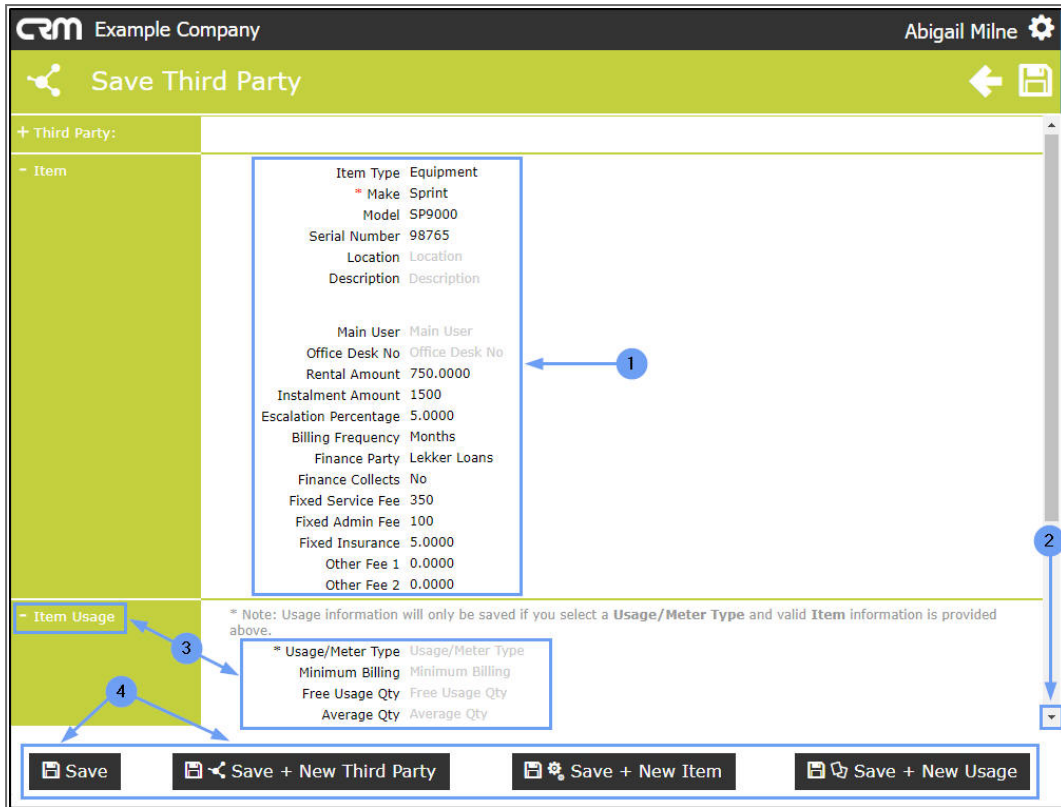 CRM Example Company Abigail Milne
Save Third Party
+ Third Party:
- Item
Item Type Equipment
* Make Sprint
Model SP9000
Serial Number 98765
Location Location
Description Description
Main User Main User
Office Desk No Office Desk No
Rental Amount 750.0000
1
Instalment Amount 1500
Escalation Percentage 5.0000
Billing Frequency Months
Finance Party Lekker Loans
Finance Collects No
Fixed Service Fee 350
Fixed Admin Fee 100
Fixed Insurance 5.0000
2
Other Fee 1 0.0000
Other Fee 2 0.0000
- Item Usage
* Note: Usage information will only be saved if you select a Usage/Meter Type and valid Item information is provided
above.
3
* Usage/Meter Type Usage/Meter Type
Minimum Billing Minimum Billing
4
Free Usage Qty Free Usage Qty
Average Qty Average Qty
Save Save + New Third Party Save + New Item Save + New Usage